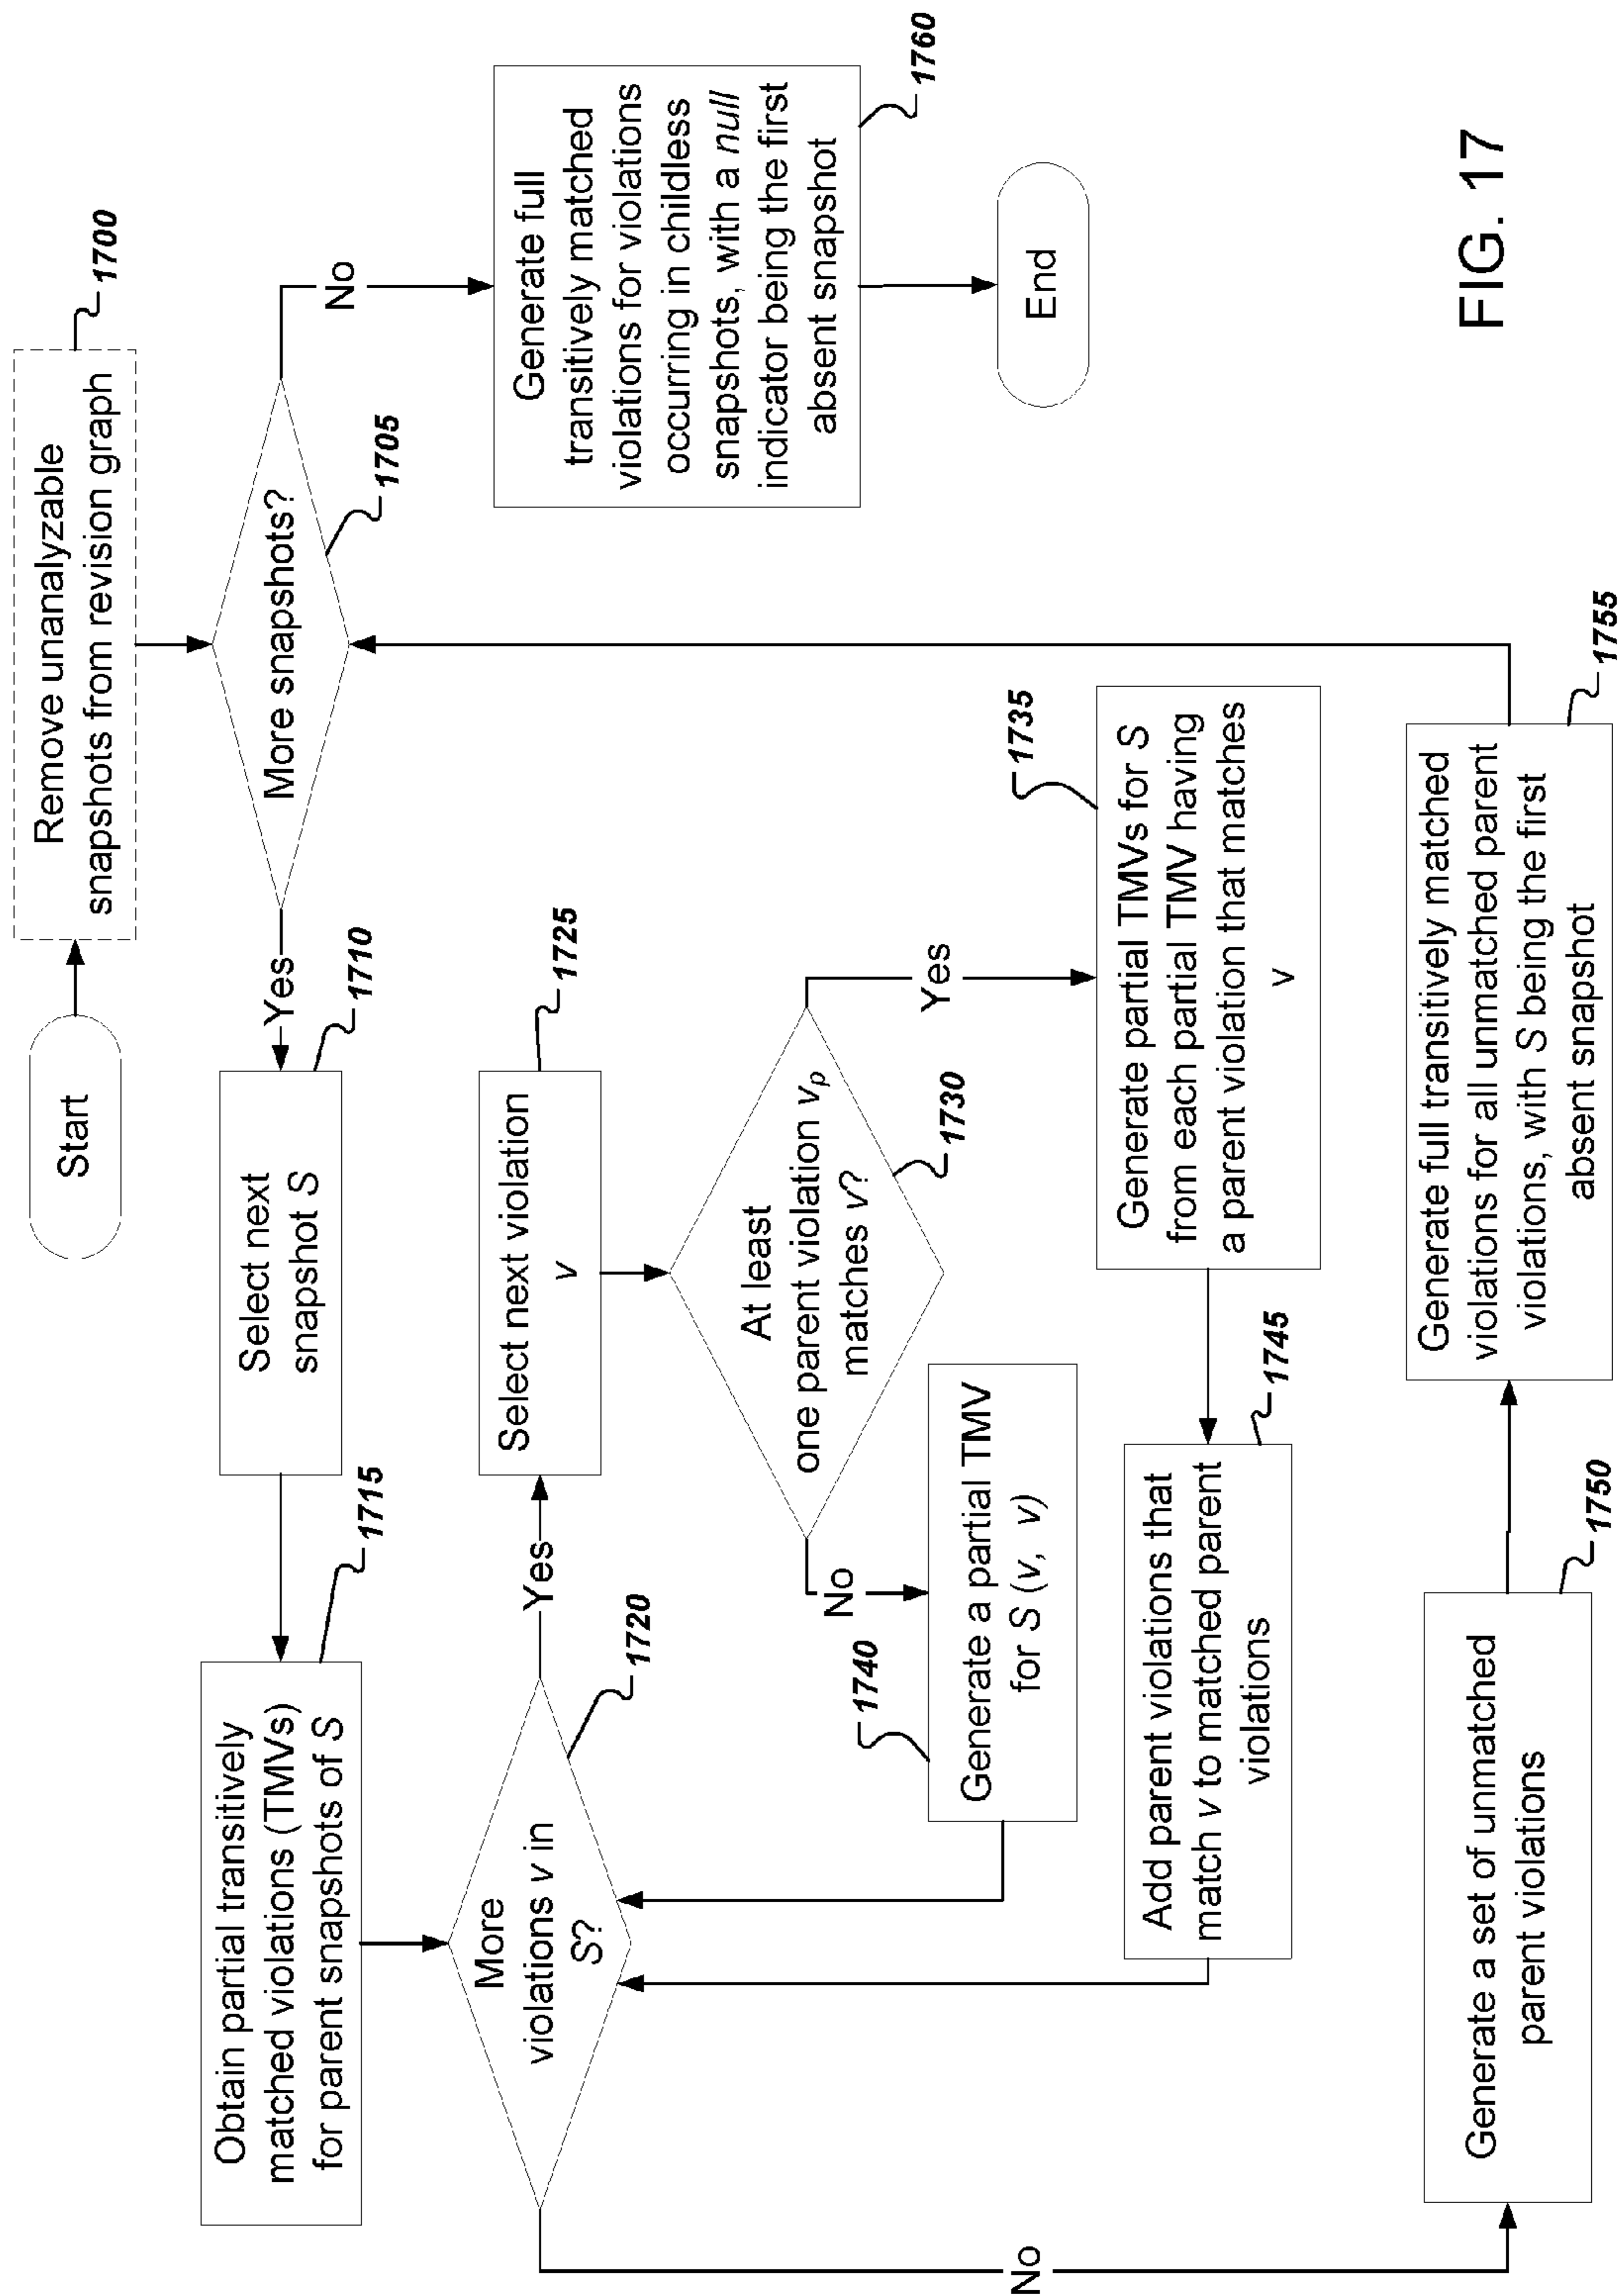 Start
Remove unanalyzable
snapshots from revision graph
1700
More snapshots?
1705
No
Generate full
transitively matched
violations for violations
occurring in childless
snapshots, with a null
indicator being the first
absent snapshot
1760
End
Yes
Select next
snapshot S
1710
Obtain partial transitively
matched violations (TMVs)
for parent snapshots of S
1715
More
violations v in
S?
1720
Yes
Select next violation
v
1725
At least
one parent violation vp
matches v?
1730
Yes
Generate partial TMVs for S
from each partial TMV having
a parent violation that matches
v
1735
No
Generate a partial TMV
for S (v, v)
1740
Add parent violations that
match v to matched parent
violations
1745
No
Generate a set of unmatched
parent violations
1750
Generate full transitively matched
violations for all unmatched parent
violations, with S being the first
absent snapshot
1755
FIG. 17